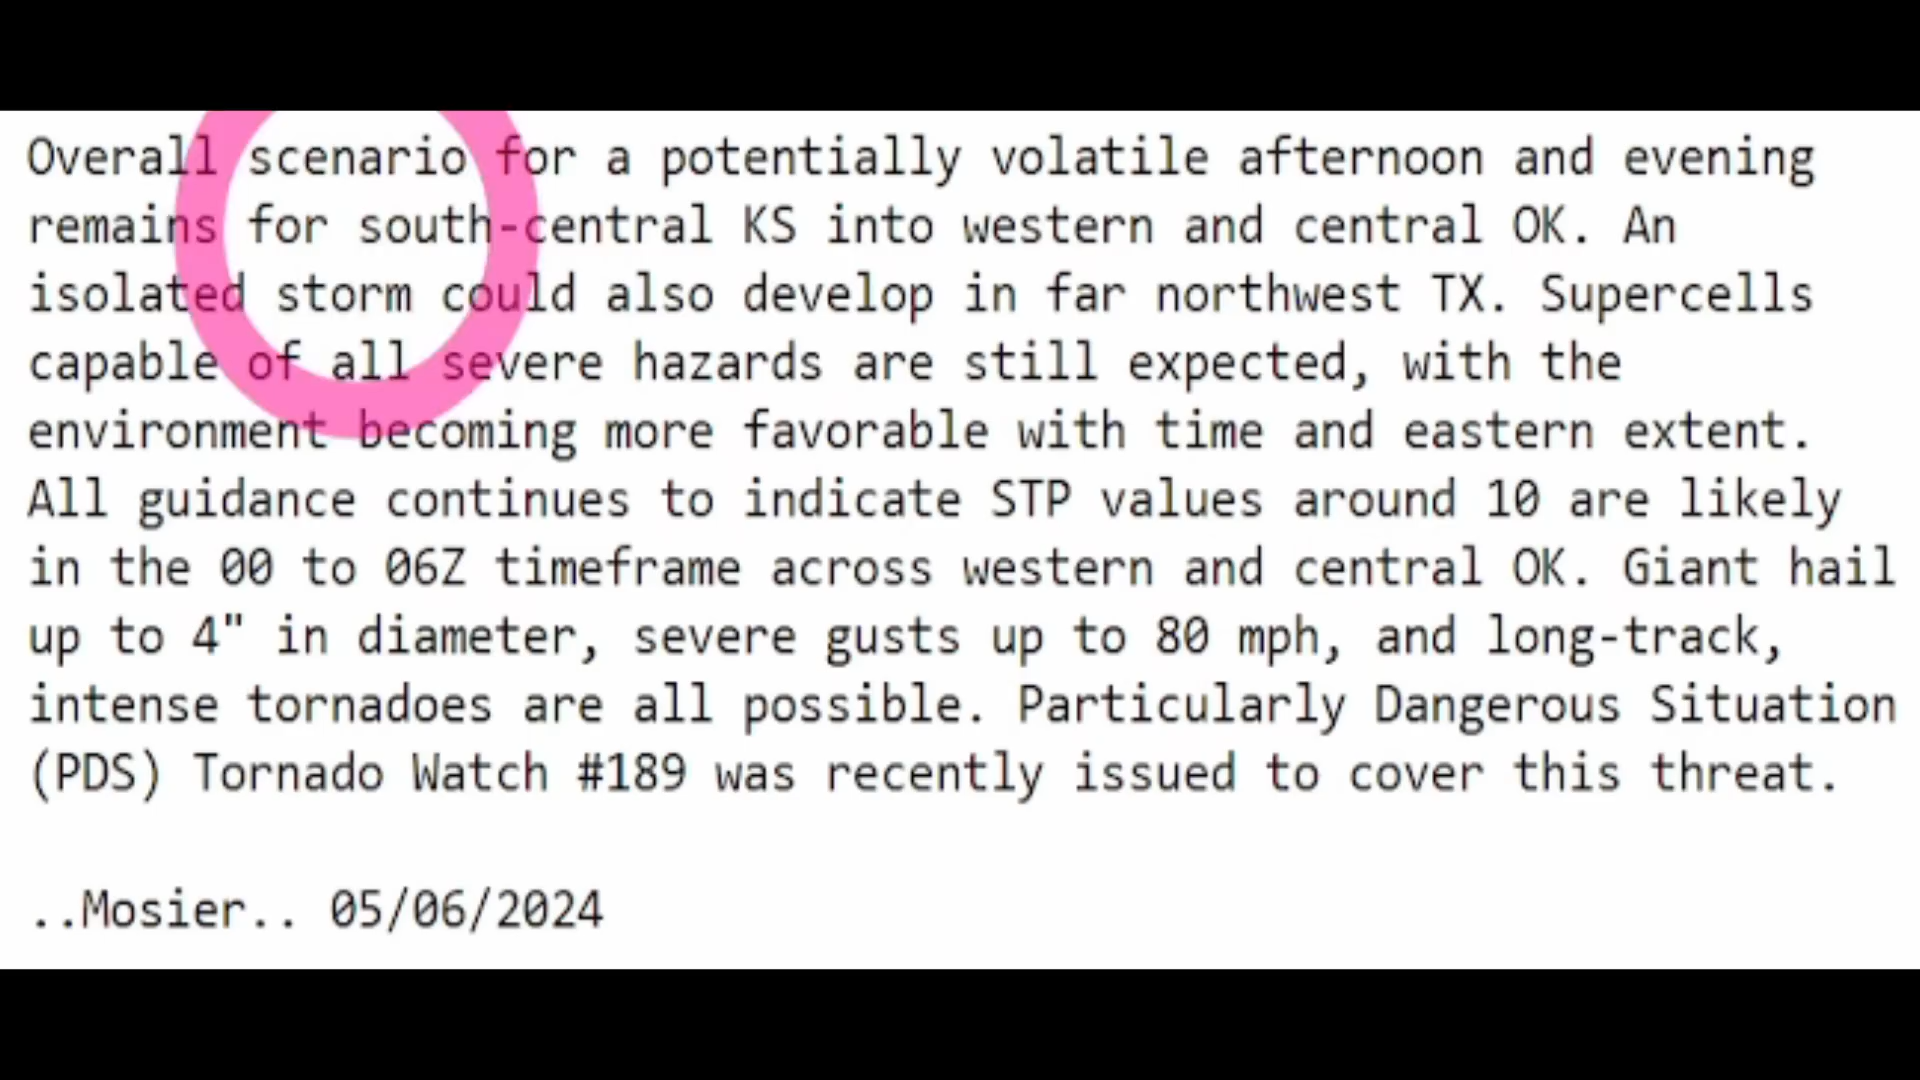 Overall scenario for a potentially volatile afternoon and evening
remains for south-central KS into western and central OK. An
isolated storm could also develop in far northwest TX. Supercells
capable of all severe hazards are still expected, with the
environment becoming more favorable with time and eastern extent.
All guidance continues to indicate STP values around 10 are likely
in the 00 to 06Z timeframe across western and central OK. Giant hail
up to 4" in diameter, severe gusts up to 80 mph, and long-track,
intense tornadoes are all possible. Particularly Dangerous Situation
(PDS) Tornado Watch #189 was recently issued to cover this threat.
..Mosier.. 05/06/2024